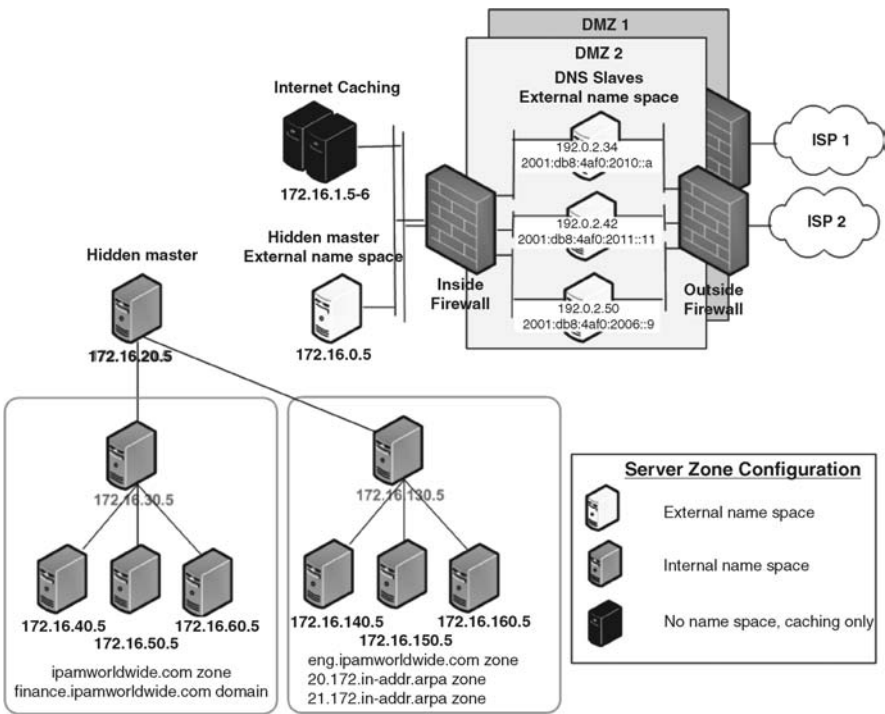 DMZ 1
DMZ 2
DNS Slaves
External name space
Internet Caching
172.16.1.5-6
192.0.2.34
2001:db8:4af0:2010::a
ISP 1
192.0.2.42
2001:db8:4af0:2011::11
ISP 2
Hidden master
External name space
172.16.0.5
Inside
Firewall
Outside
Firewall
192.0.2.50
2001:db8:4af0:2006::9
Hidden master
172.16.20.5
172.16.30.5
172.16.40.5
172.16.50.5
172.16.60.5
ipamworldwide.com zone
finance.ipamworldwide.com domain
172.16.130.5
172.16.140.5
172.16.150.5
172.16.160.5
eng.ipamworldwide.com zone
20.172.in-addr.arpa zone
21.172.in-addr.arpa zone
Server Zone Configuration
External name space
Internal name space
No name space, caching only